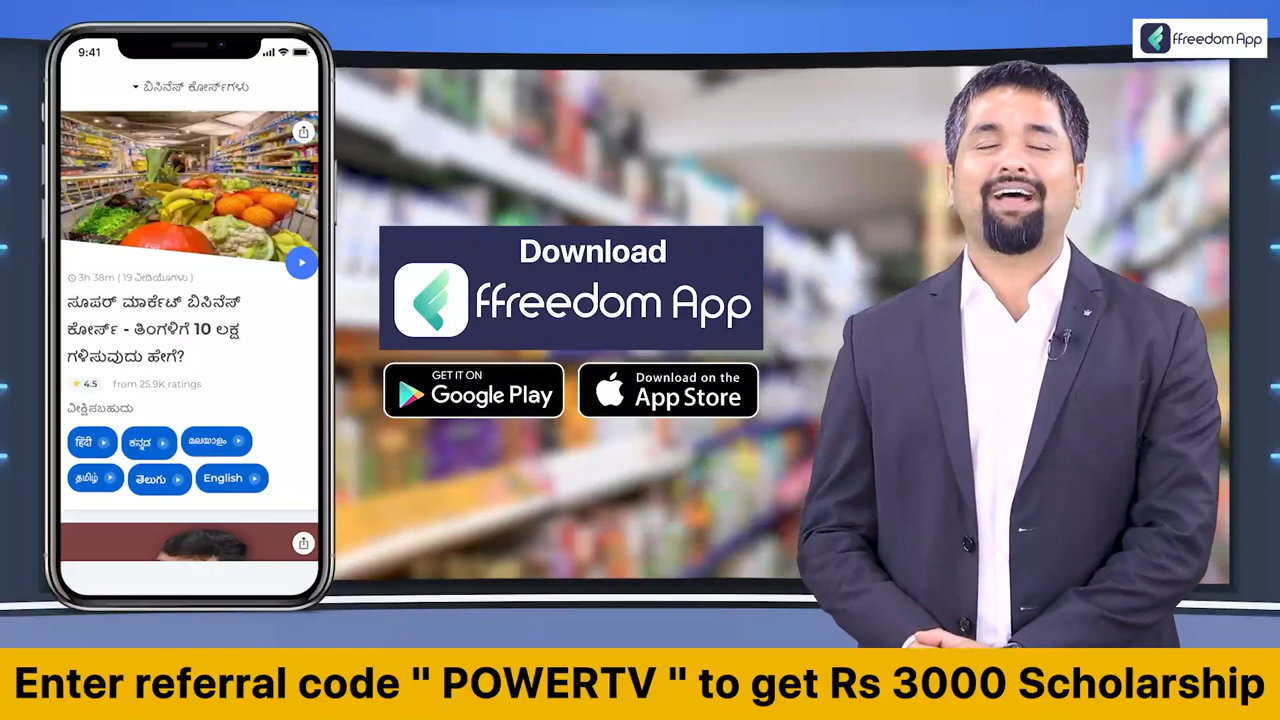 9:41
ಬಿಸಿನೆಸ್ ಕೋರ್ಸ್‌ಗಳು
3h 38m ( 19 ವೀಡಿಯೊಗಳು )
ಸೂಪರ್ ಮಾರ್ಕೆಟ್ ಬಿಸಿನೆಸ್
ಕೋರ್ಸ್ - ತಿಂಗಳಿಗೆ 10 ಲಕ್ಷ
ಗಳಿಸುವುದು ಹೇಗೆ?
4.5 from 25.9K ratings
ವೀಕ್ಷಿಸಬಹುದು
हिंदी ಕನ್ನಡ മലയാളം
தமிழ் తెలుగు English
Download
ffreedom App
GET IT ON
Google Play
Download on the
App Store
ffreedom App
Enter referral code " POWERTV " to get Rs 3000 Scholarship